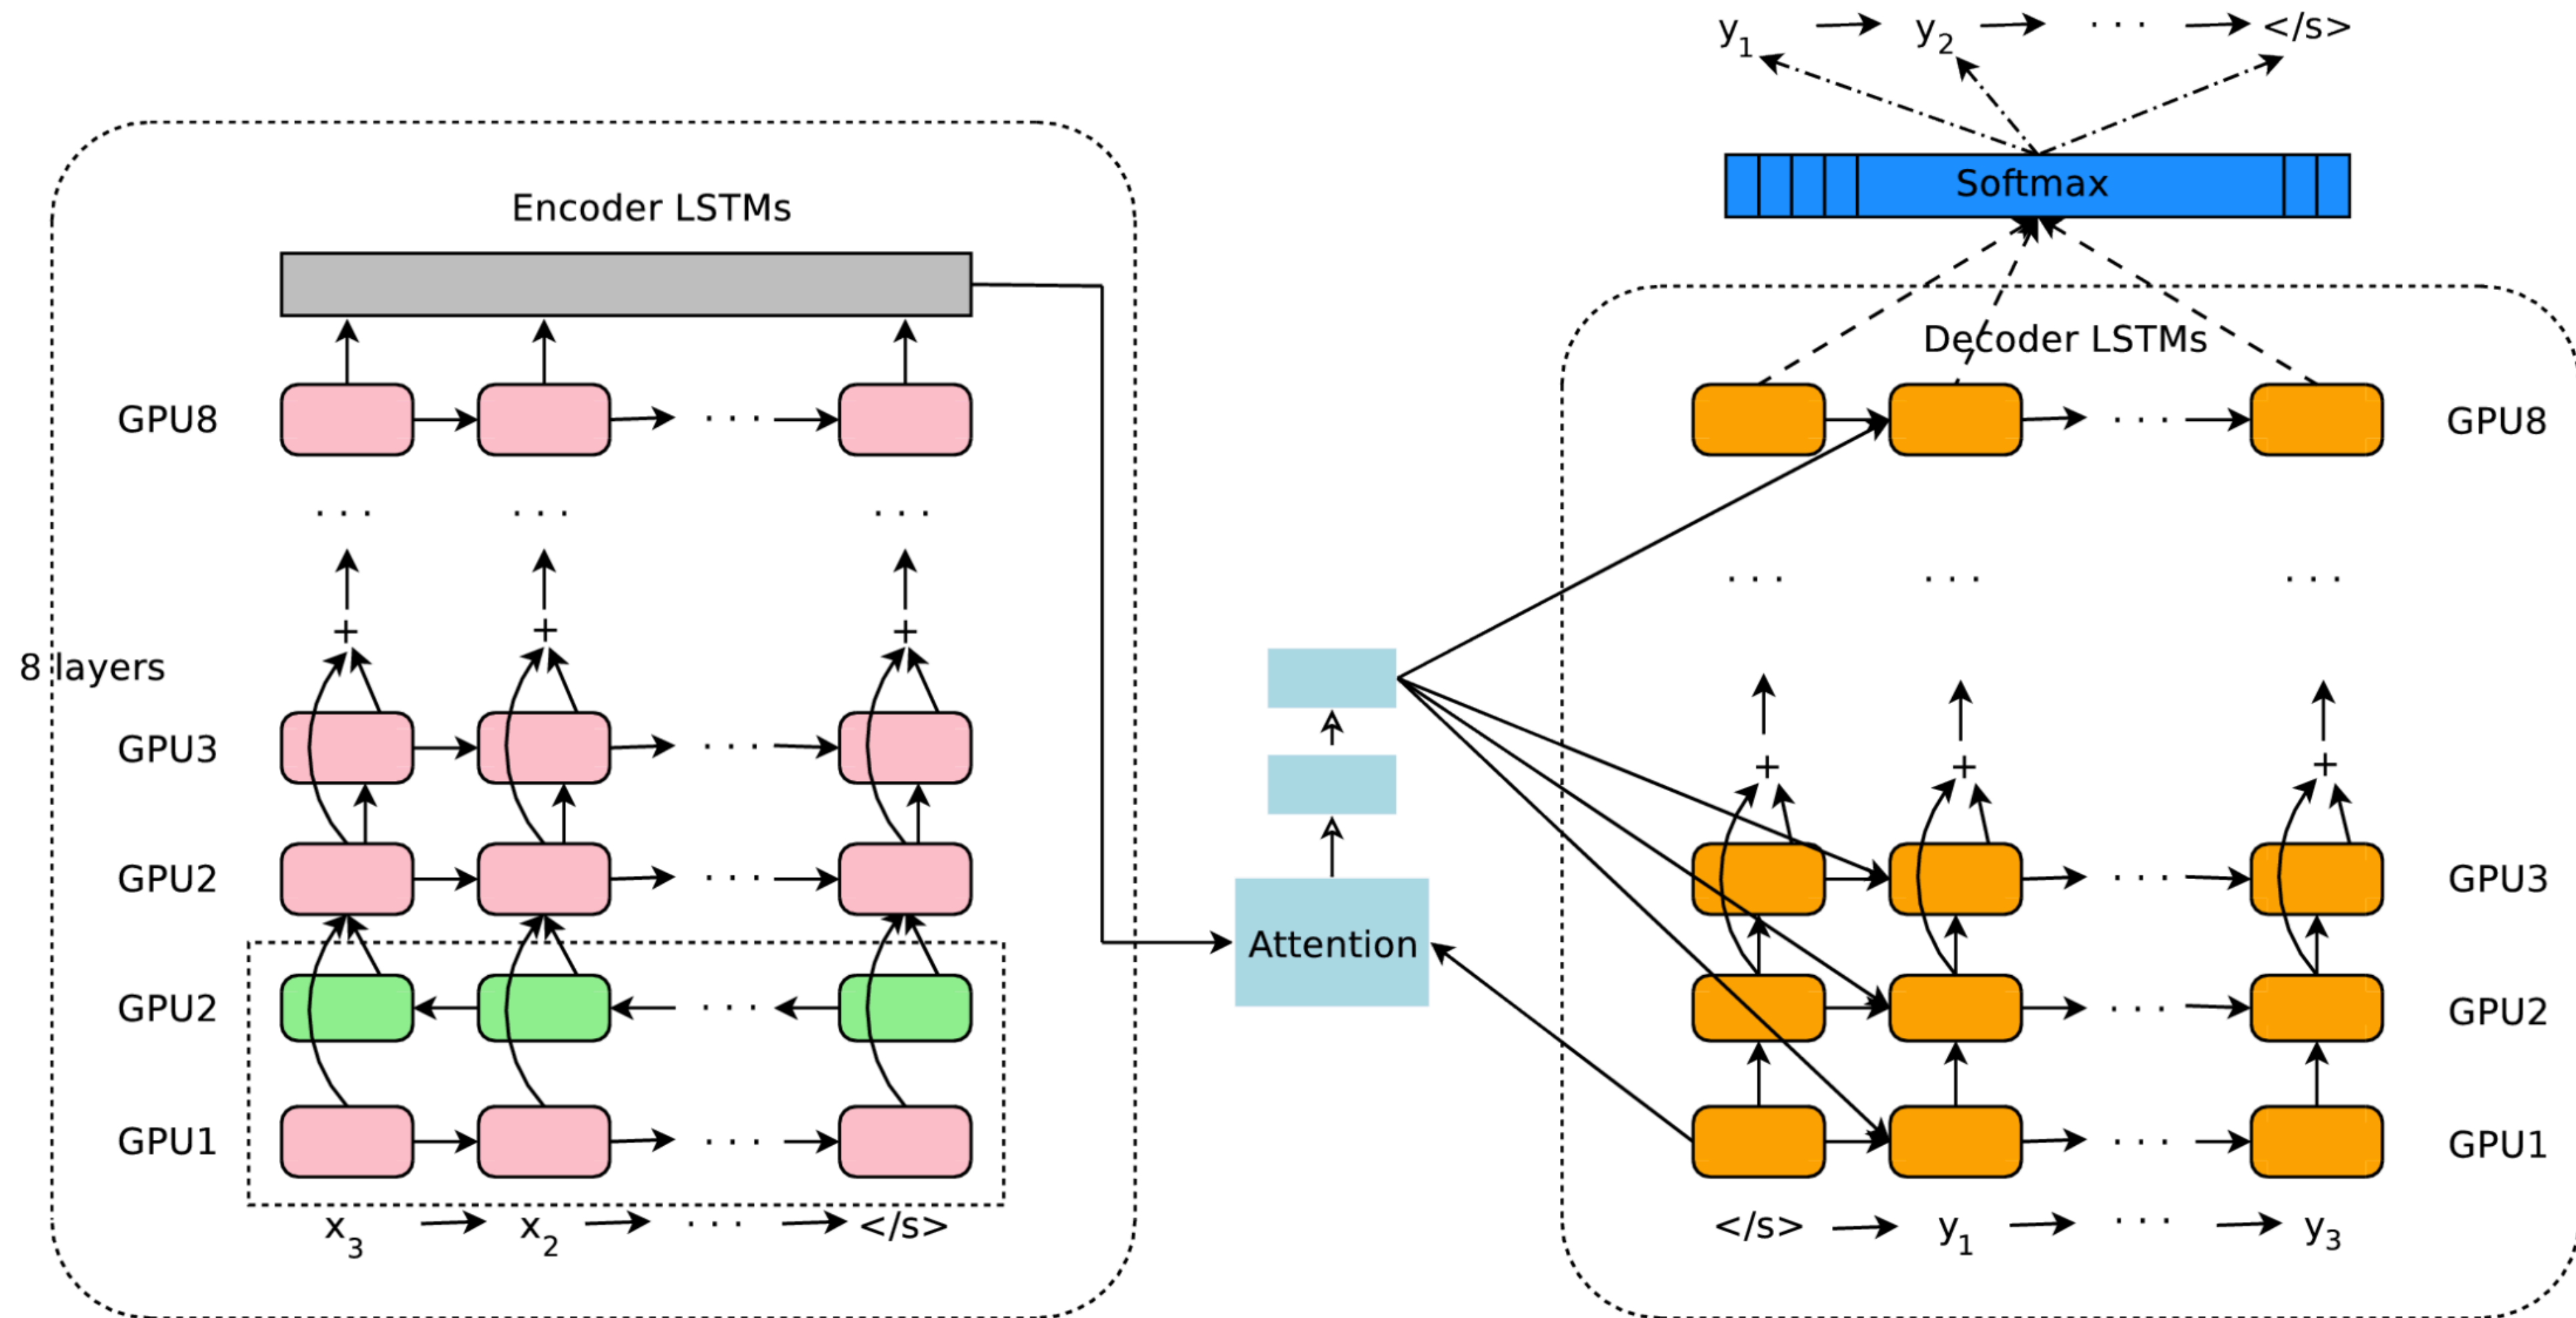 y1 → y2 → · · · → </s>
Softmax
Encoder LSTMs
Decoder LSTMs
GPU8 · · · · · · GPU8
· · · · · · · · ·
· · · · · · · · ·
+ + +
8 layers
GPU3 · · ·
+ + +
GPU2 · · · · · · GPU3
Attention
GPU2 · · · · · · GPU2
GPU1 · · · · · · GPU1
x3 → x2 → · · · → </s>
</s> → y1 → · · · → y3